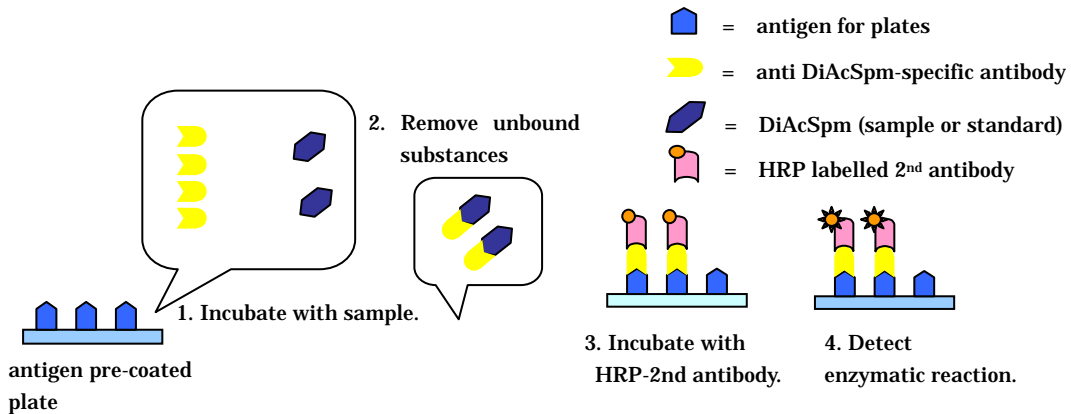 = antigen for plates
= anti DiAcSpm-specific antibody
= DiAcSpm (sample or standard)
= HRP labelled 2nd antibody
2. Remove unbound
substances
1. Incubate with sample.
antigen pre-coated
plate
3. Incubate with
HRP-2nd antibody.
4. Detect
enzymatic reaction.